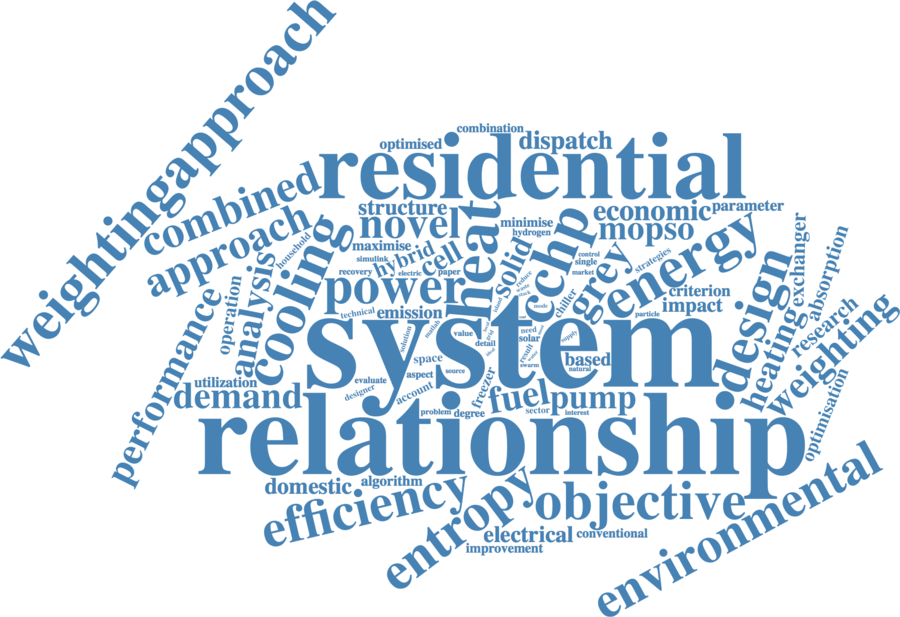 weightingapproach
combination
optimised
dispatch
residential
combined
structure
novel
heat
minimise
hydrogen
cchp
economic
parameter
mopso
approach
household
cooling
maximise
simulink
hybrid
cell
recovery
electric
paper
solid
control
single
market
grey
strategies
energy
exchanger
absorption
operation
analysis
power
reduce
waste
chiller
criterion
impact
design
performance
technical
emission
particle
system
solution
matlab
value
detail
need
solar
result
supply
heating
research
weighting
space
based
natural
utilization
evaluate
aspect
source
swarm
demand
designer
account
freezer
fuel
pump
problem
degree
sector
interest
optimisation
relationship
domestic
algorithm
efficiency
entropy
objective
electrical
conventional
improvement
environmental